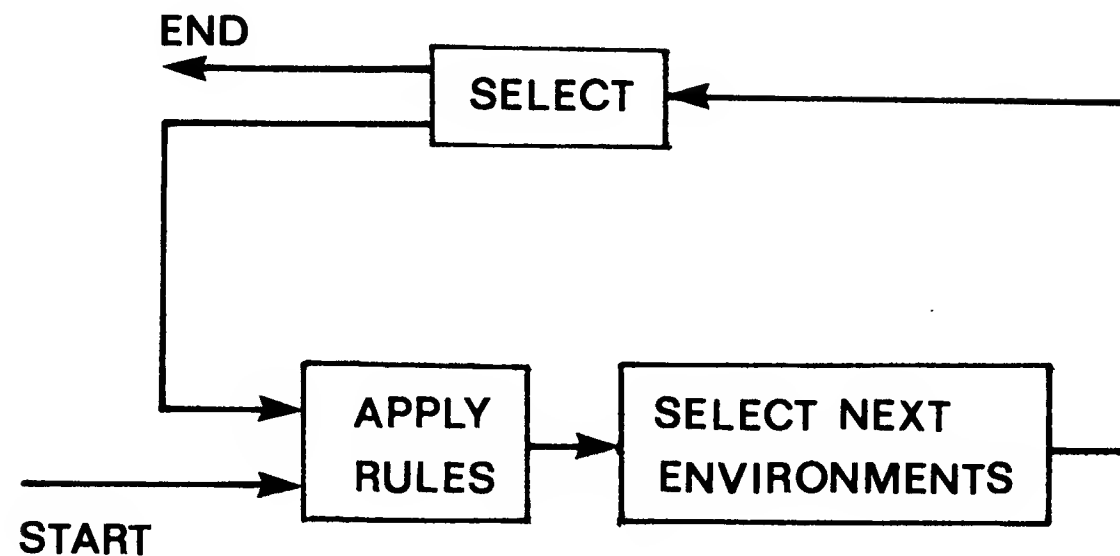 END
SELECT
APPLY
RULES
SELECT NEXT
ENVIRONMENTS
START